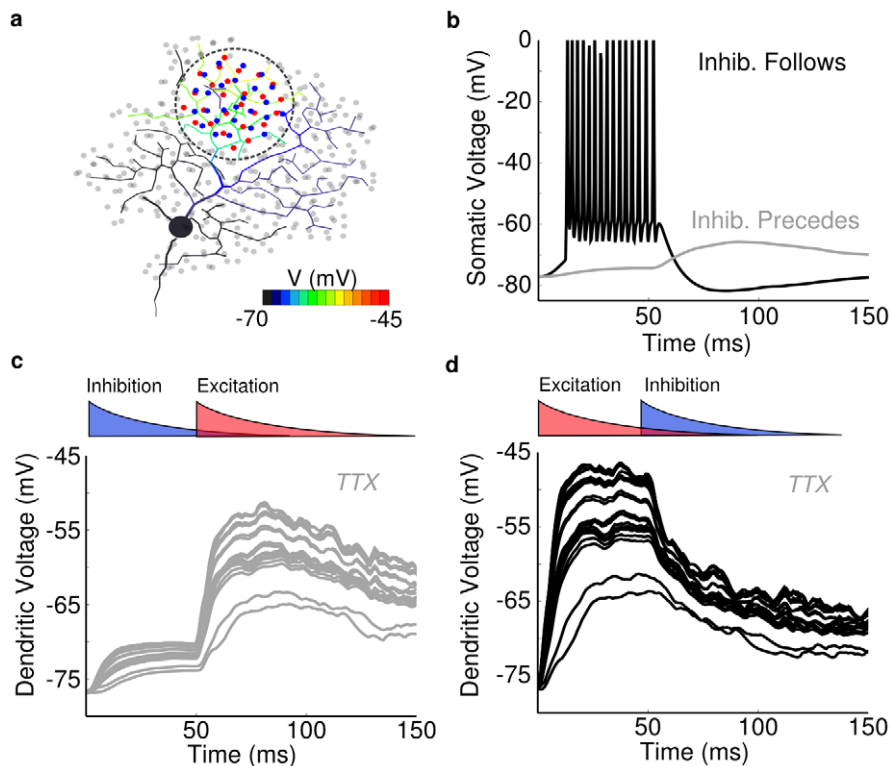 a
V (mV)
-70 -45
b
Somatic Voltage (mV)
0
-20
-40
-60
-80
Inhib. Follows
Inhib. Precedes
0 50 100 150
Time (ms)
c
Inhibition Excitation
Dendritic Voltage (mV)
-45
-55
-65
-75
TTX
0 50 100 150
Time (ms)
d
Excitation Inhibition
Dendritic Voltage (mV)
-45
-55
-65
-75
TTX
0 50 100 150
Time (ms)